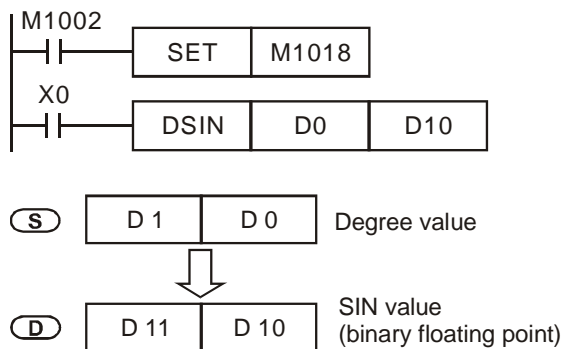 M1002
SET M1018
X0
DSIN D0 D10
S D 1 D 0 Degree value
D D 11 D 10 SIN value
(binary floating point)